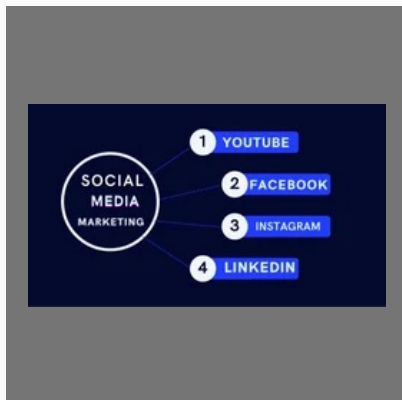 SOCIAL
MEDIA
MARKETING
1 YOUTUBE
2 FACEBOOK
3 INSTAGRAM
4 LINKEDIN